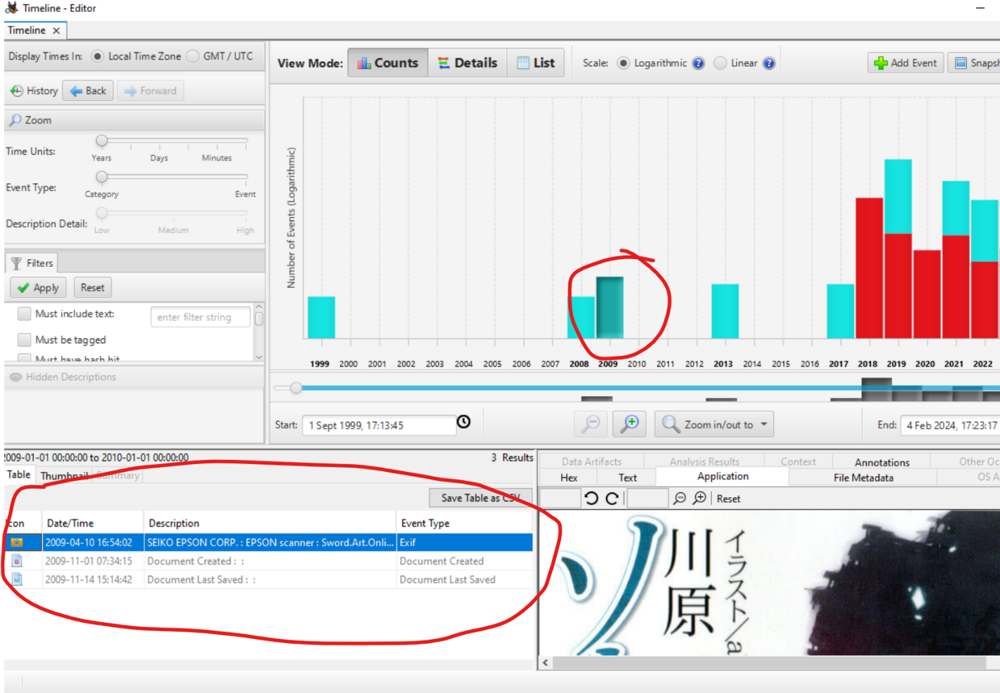 Timeline - Editor
Timeline ×
Display Times In: Local Time Zone GMT / UTC
History Back Forward
Zoom
Time Units:
Years Days Minutes
Event Type:
Category Event
Description Detail:
Low Medium High
Filters
Apply Reset
Must include text: enter filter string
Must be tagged
Must have hash hit
Hidden Descriptions
View Mode: Counts Details List Scale: Logarithmic Linear Add Event Snapsh
Number of Events (Logarithmic)
1999 2000 2001 2002 2003 2004 2005 2006 2007 2008 2009 2010 2011 2012 2013 2014 2015 2016 2017 2018 2019 2020 2021 2022
Start: 1 Sept 1999, 17:13:45 Zoom in/out to End: 4 Feb 2024, 17:23:17
2009-01-01 00:00:00 to 2010-01-01 00:00:00 3 Results
Table Thumbnail Summary
Save Table as CSV
Icon Date/Time Description Event Type
2009-04-10 16:54:02 SEIKO EPSON CORP. : EPSON scanner : Sword.Art.Onli... Exif
2009-11-01 07:34:15 Document Created : : Document Created
2009-11-14 15:14:42 Document Last Saved : : Document Last Saved
Data Artifacts Analysis Results Context Annotations Other Oc
Hex Text Application File Metadata OS A
Reset
ソ
川原
イラスト/a